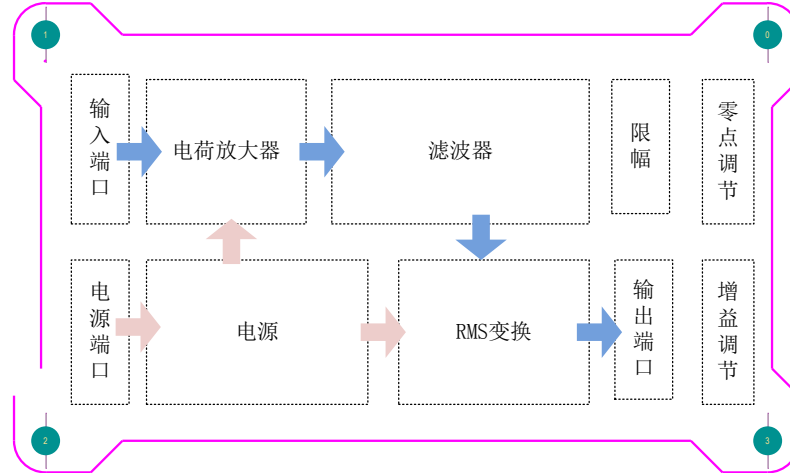 1
0
输入端口
电荷放大器
滤波器
限幅
零点调节
电源端口
电源
RMS变换
输出端口
增益调节
2
3